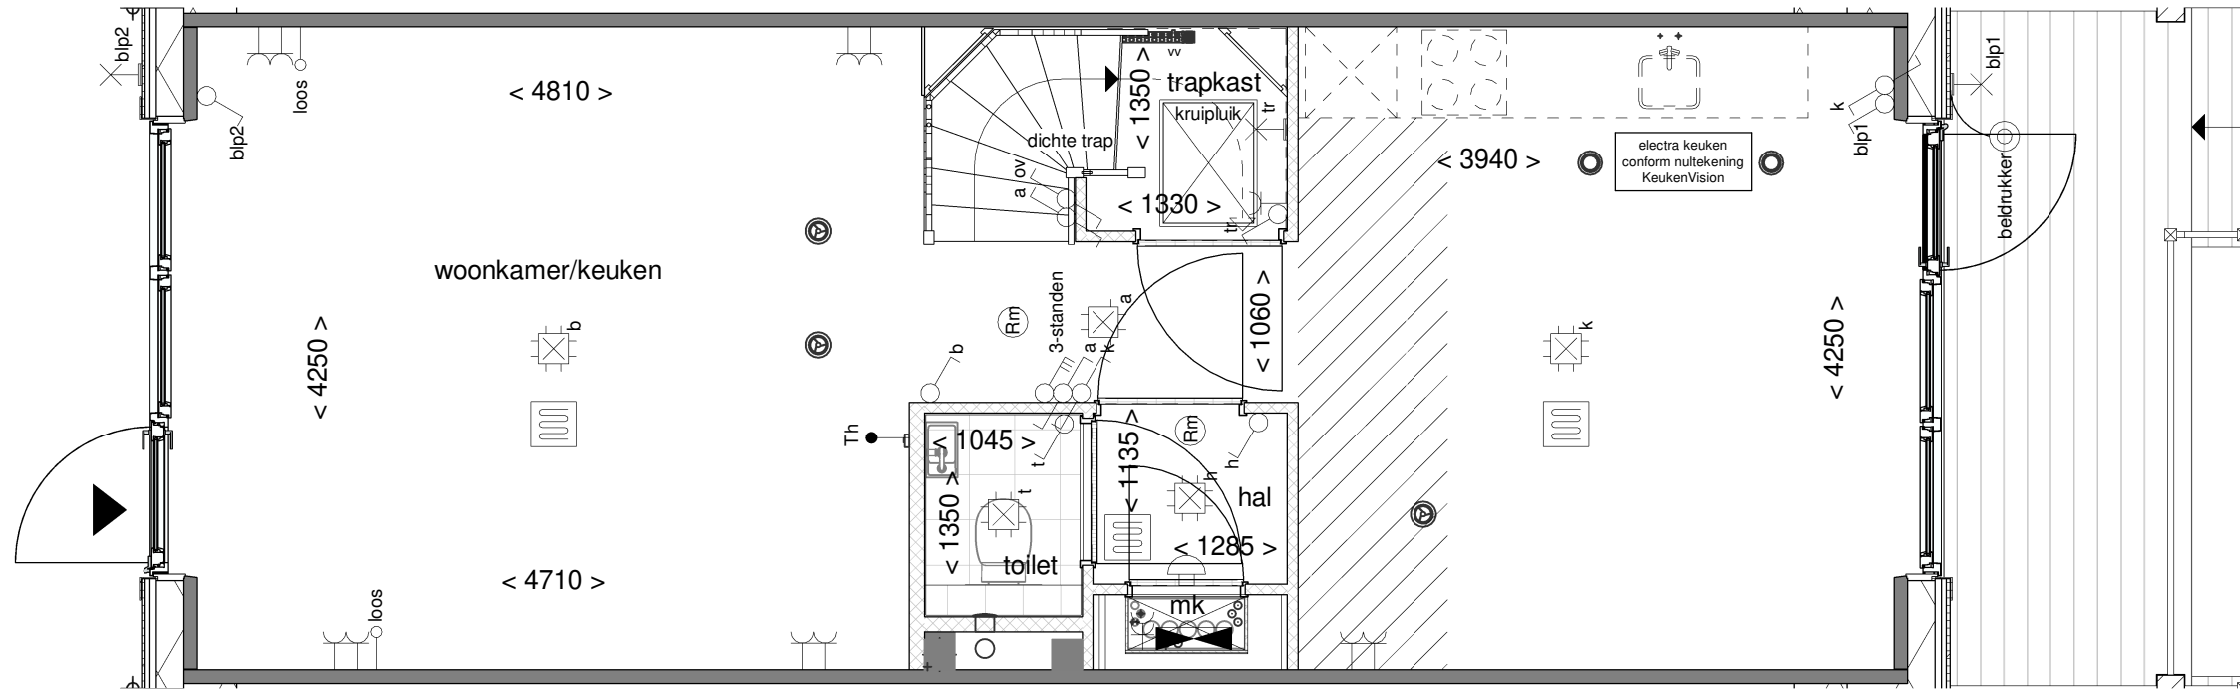 blp2
loos
< 4810 >
blp2
vv
< 1350 >
trapkast
kruipluik
tr
dichte trap
a ov
< 1330 >
tr
< 3940 >
electra keuken
conform nultekening
KeukenVision
k
blp1
blp1
beldrukker
woonkamer/keuken
b
< 4250 >
b
Rm
3-standen
a
a
k
< 1060 >
k
< 4250 >
Th
< 1045 >
t
< 1350 >
t
toilet
< 1135 >
Rm
h
h
hal
< 1285 >
mk
< 4710 >
loos